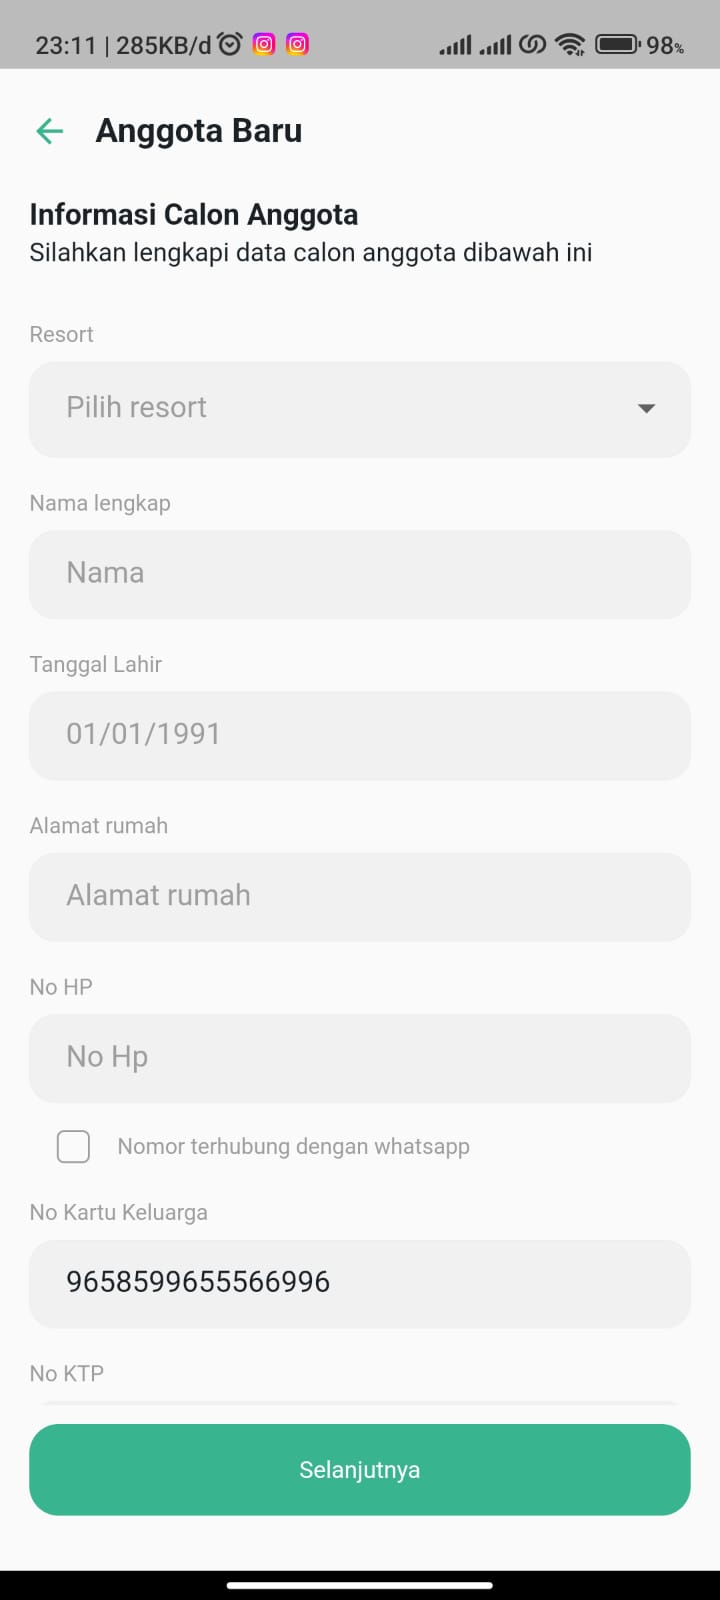 23:11 | 285KB/d 98%
Anggota Baru
Informasi Calon Anggota
Silahkan lengkapi data calon anggota dibawah ini
Resort
Pilih resort
Nama lengkap
Nama
Tanggal Lahir
01/01/1991
Alamat rumah
Alamat rumah
No HP
No Hp
Nomor terhubung dengan whatsapp
No Kartu Keluarga
9658599655566996
No KTP
Selanjutnya